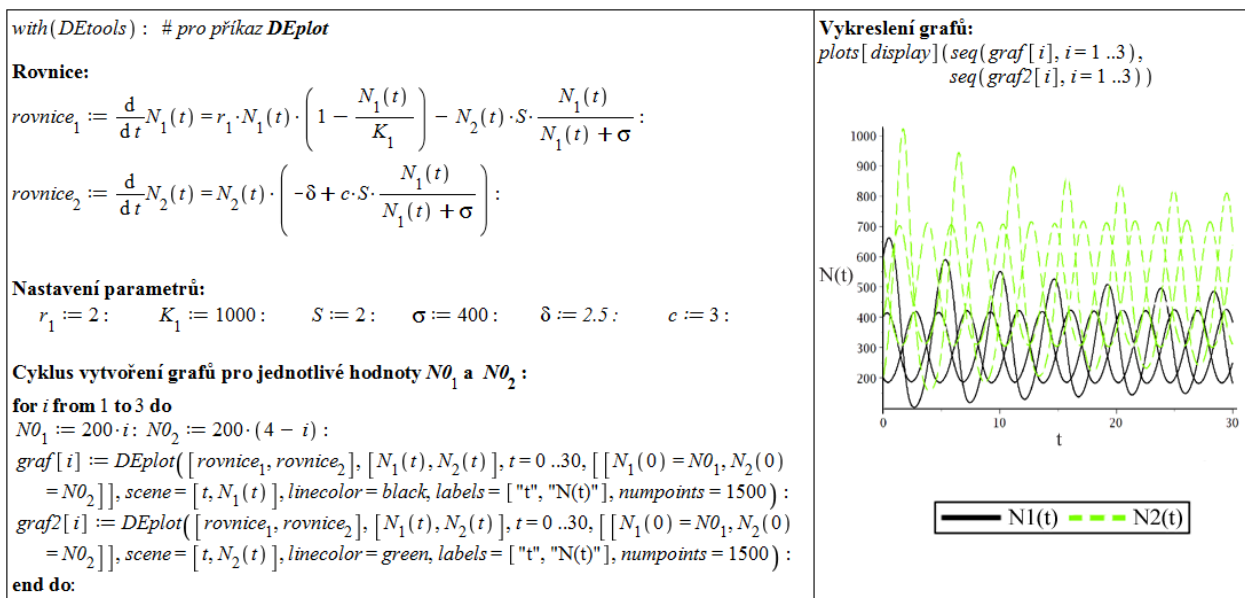 with(DEtools) : # pro příkaz DEplot
Rovnice:
rovnice₁ := d/dt N₁(t) = r₁·N₁(t)·(1 − N₁(t)/K₁) − N₂(t)·S·N₁(t)/(N₁(t) + σ) :
rovnice₂ := d/dt N₂(t) = N₂(t)·(-δ + c·S·N₁(t)/(N₁(t) + σ)) :
Nastavení parametrů:
r₁ := 2 : K₁ := 1000 : S := 2 : σ := 400 : δ := 2.5 : c := 3 :
Cyklus vytvoření grafů pro jednotlivé hodnoty N0₁ a N0₂ :
for i from 1 to 3 do
N0₁ := 200·i : N0₂ := 200·(4 − i) :
graf[i] := DEplot([rovnice₁, rovnice₂], [N₁(t), N₂(t)], t = 0 ..30, [[N₁(0) = N0₁, N₂(0)
= N0₂]], scene = [t, N₁(t)], linecolor = black, labels = ["t", "N(t)"], numpoints = 1500) :
graf2[i] := DEplot([rovnice₁, rovnice₂], [N₁(t), N₂(t)], t = 0 ..30, [[N₁(0) = N0₁, N₂(0)
= N0₂]], scene = [t, N₂(t)], linecolor = green, labels = ["t", "N(t)"], numpoints = 1500) :
end do:
Vykreslení grafů:
plots[display](seq(graf[i], i = 1 ..3),
seq(graf2[i], i = 1 ..3))
1000
900
800
700
600
N(t)
500
400
300
200
0 10 20 30
t
N1(t) N2(t)